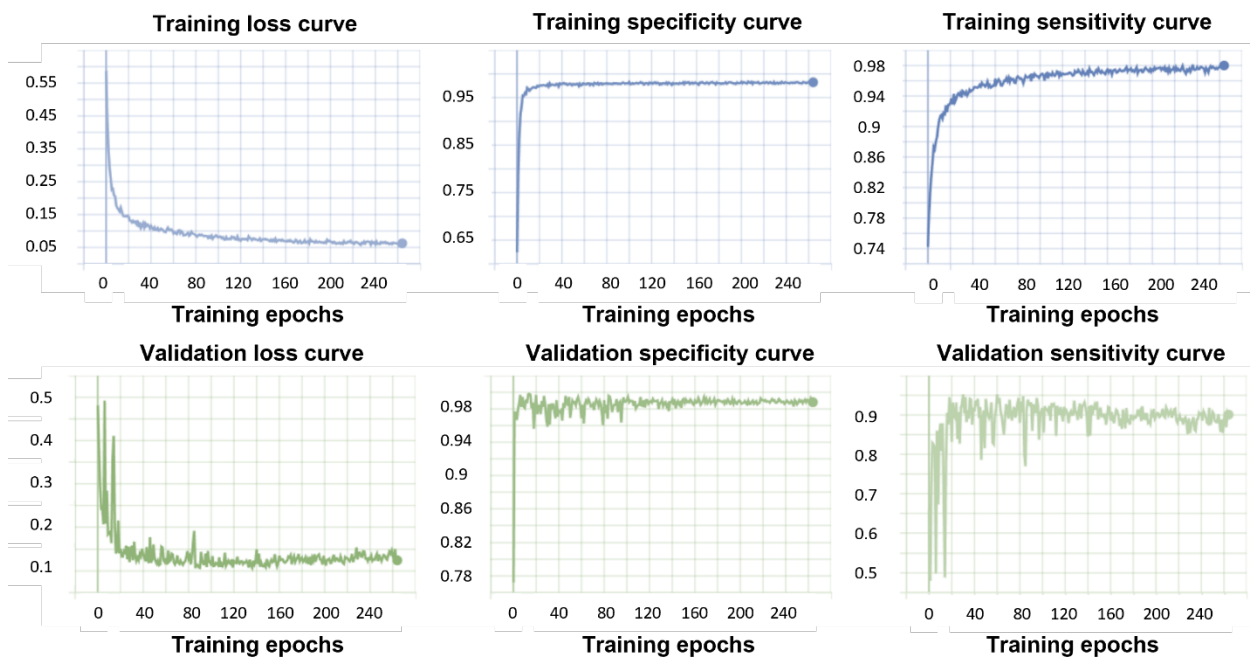 Training loss curve
0.55
0.45
0.35
0.25
0.15
0.05
0 40 80 120 160 200 240
Training epochs
Training specificity curve
0.95
0.85
0.75
0.65
0 40 80 120 160 200 240
Training epochs
Training sensitivity curve
0.98
0.94
0.9
0.86
0.82
0.78
0.74
0 40 80 120 160 200 240
Training epochs
Validation loss curve
0.5
0.4
0.3
0.2
0.1
0 40 80 120 160 200 240
Training epochs
Validation specificity curve
0.98
0.94
0.9
0.86
0.82
0.78
0 40 80 120 160 200 240
Training epochs
Validation sensitivity curve
0.9
0.8
0.7
0.6
0.5
0 40 80 120 160 200 240
Training epochs